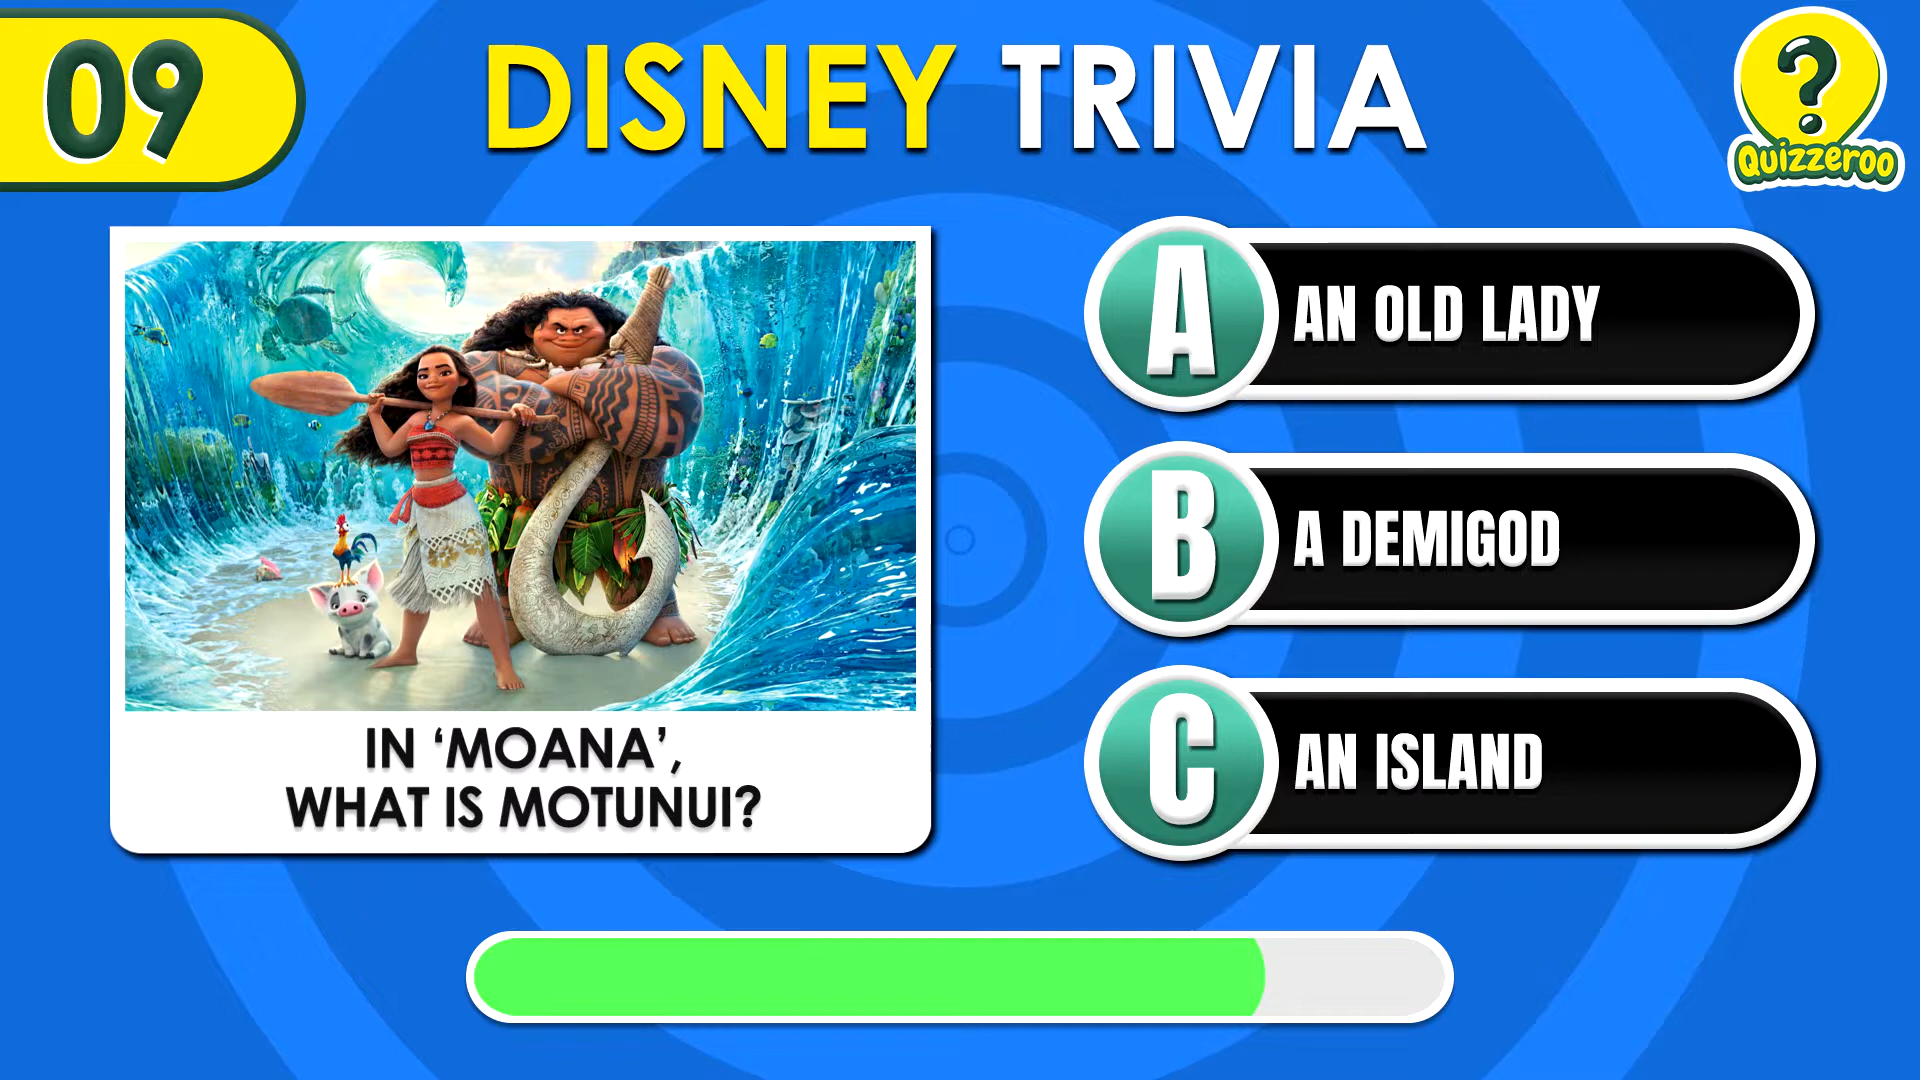 09
DISNEY TRIVIA
?
Quizzeroo
IN ‘MOANA’,
WHAT IS MOTUNUI?
A AN OLD LADY
B A DEMIGOD
C AN ISLAND